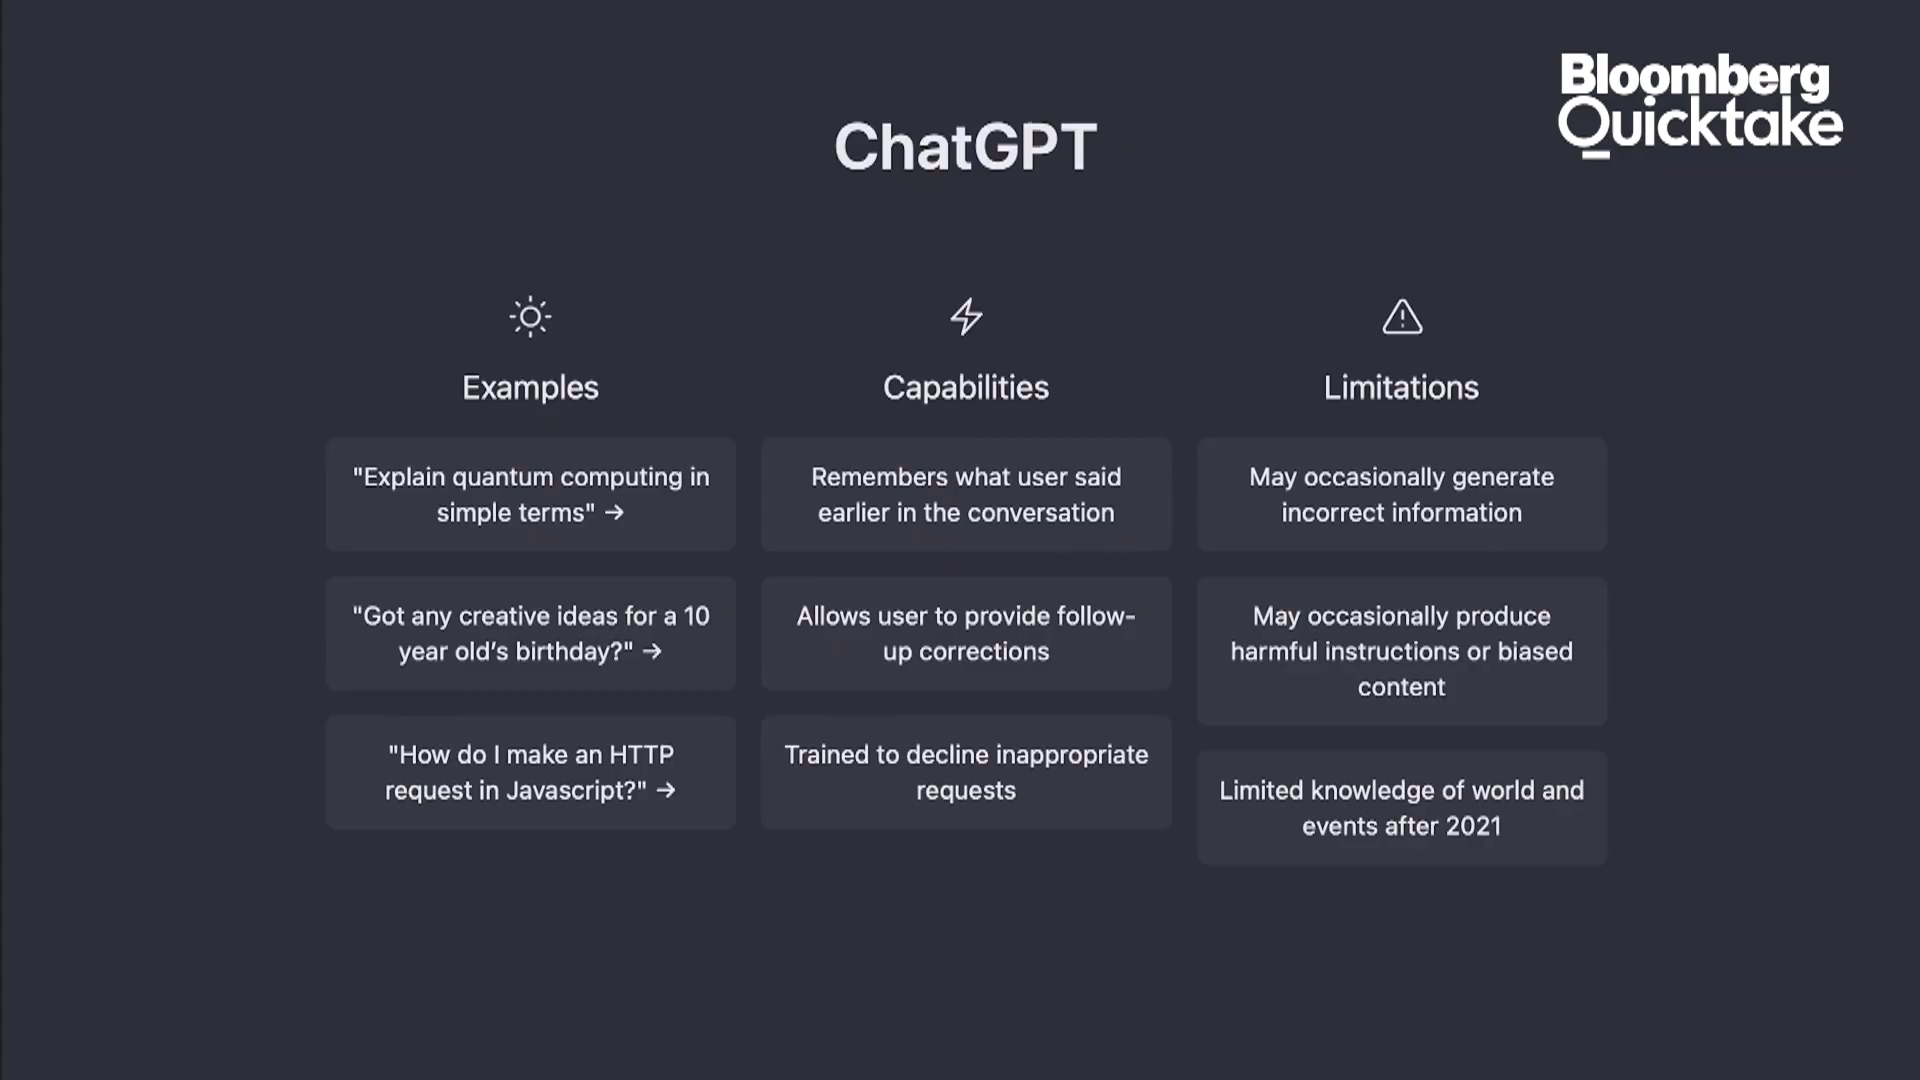 Bloomberg
Quicktake
ChatGPT
Examples
"Explain quantum computing in
simple terms" →
"Got any creative ideas for a 10
year old’s birthday?" →
"How do I make an HTTP
request in Javascript?" →
Capabilities
Remembers what user said
earlier in the conversation
Allows user to provide follow-
up corrections
Trained to decline inappropriate
requests
Limitations
May occasionally generate
incorrect information
May occasionally produce
harmful instructions or biased
content
Limited knowledge of world and
events after 2021